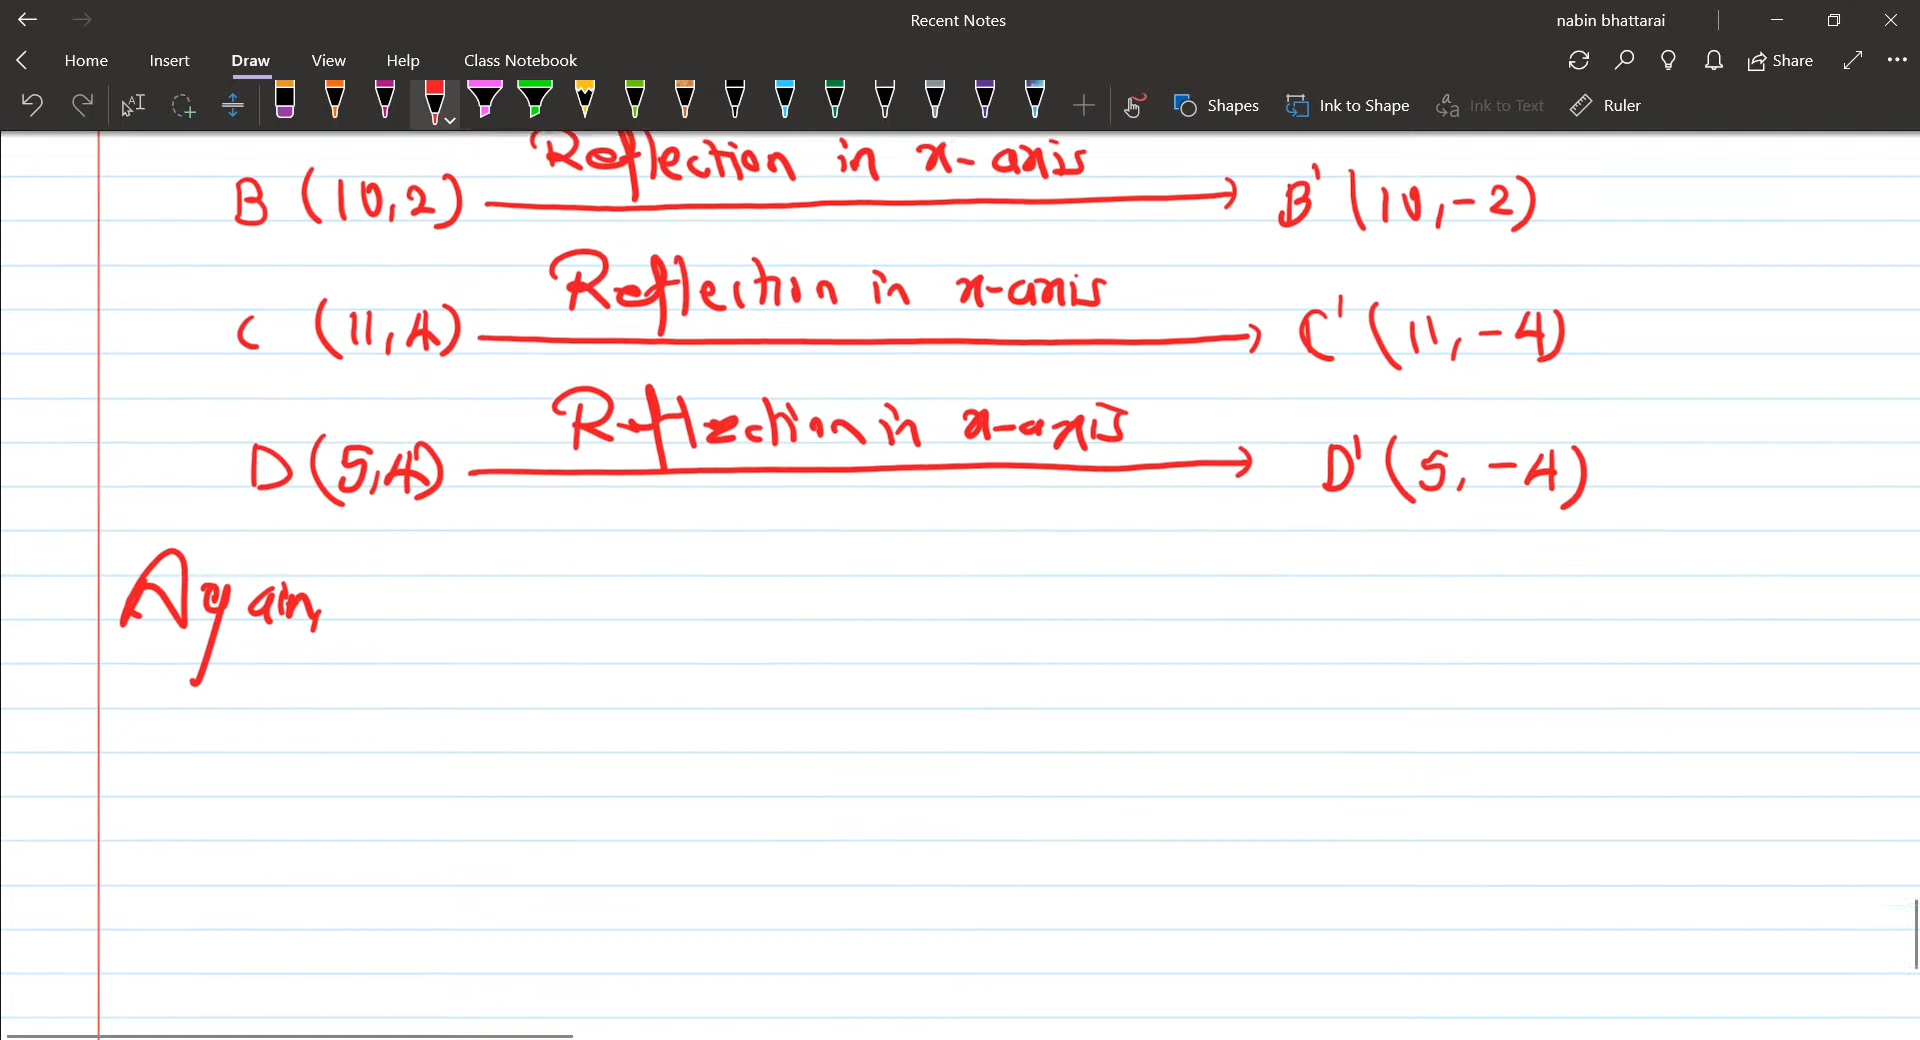 Recent Notes
nabin bhattarai
Home Insert Draw View Help Class Notebook
Share
Shapes Ink to Shape Ink to Text Ruler
Reflection in x-axis
B (10,2) B' (10,-2)
Reflection in x-axis
C (11,4) C' (11,-4)
Reflection in x-axis
D (5,4) D' (5,-4)
Again,